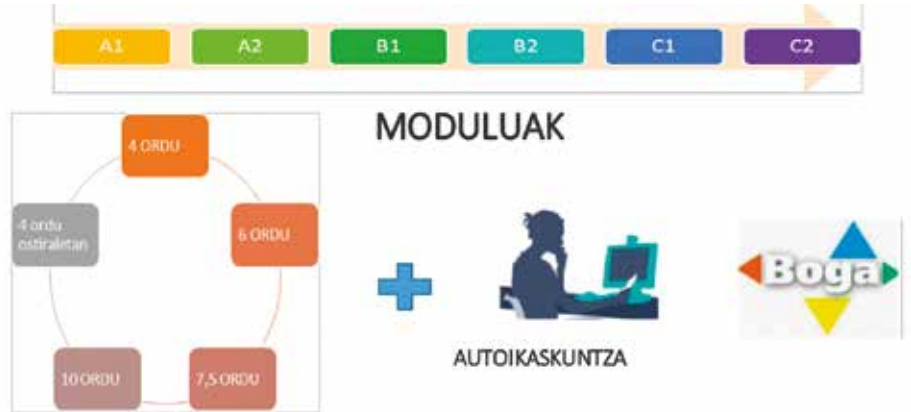 A1
A2
B1
B2
C1
C2
MODULUAK
4 ORDU
4 ordu
ostiraletan
6 ORDU
10 ORDU
7,5 ORDU
AUTOIKASKUNTZA
Boga